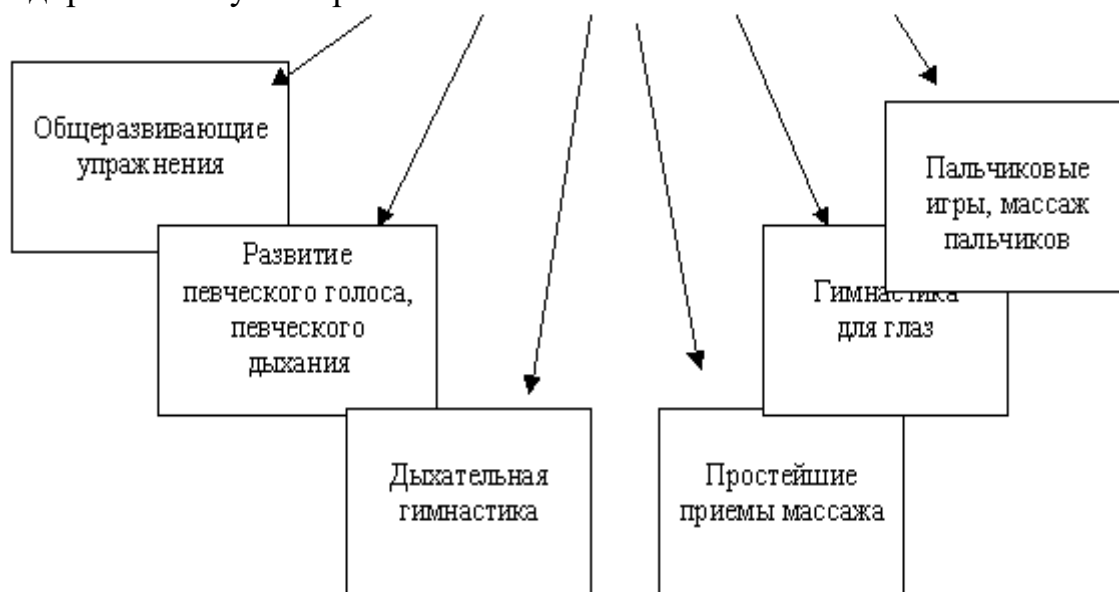 Общеразвивающие
упражнения
Развитие
певческого голоса,
певческого
дыхания
Дыхательная
гимнастика
Простейшие
приемы массажа
Гимнастика
для глаз
Пальчиковые
игры, массаж
пальчиков